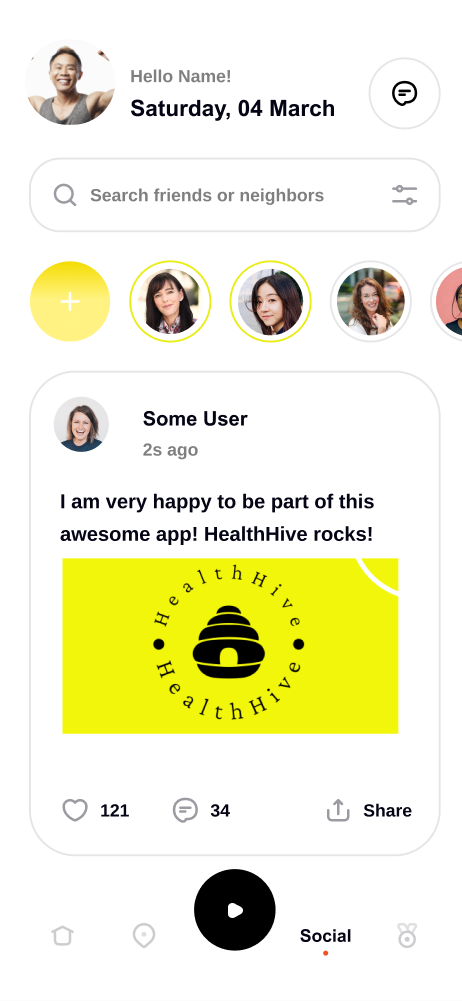 Hello Name!
Saturday, 04 March
Search friends or neighbors
Some User
2s ago
I am very happy to be part of this
awesome app! HealthHive rocks!
HealthHive
HealthHive
121
34
Share
Social